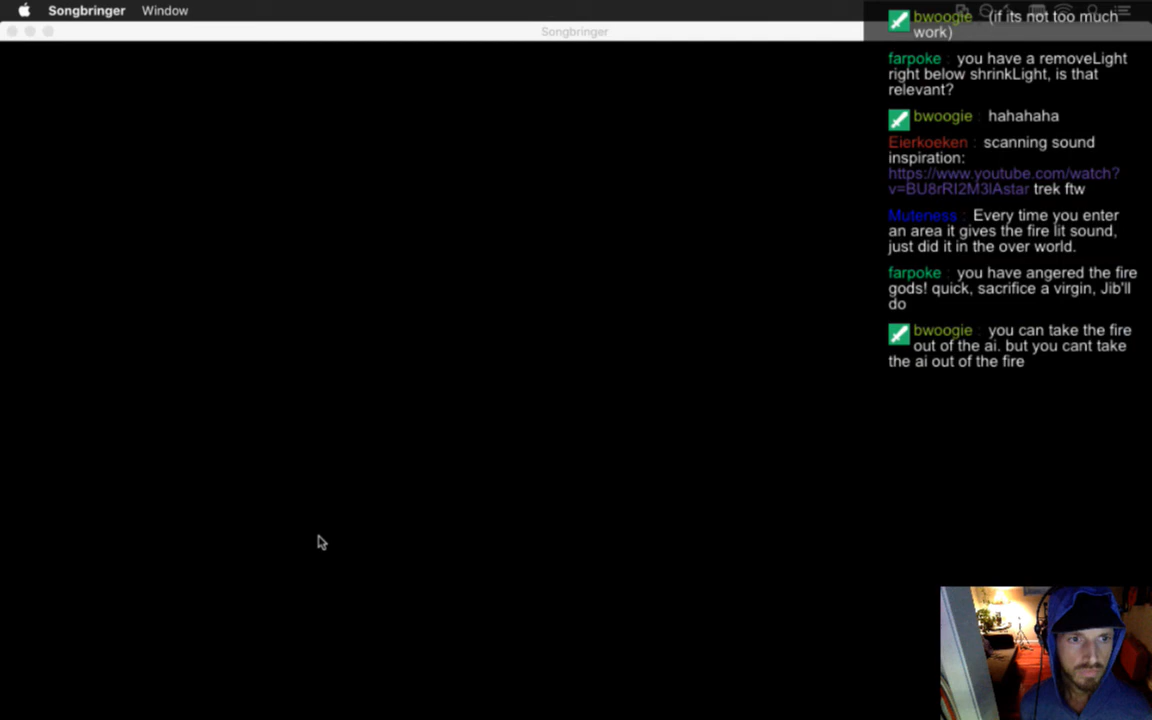 Songbringer Window
Songbringer
bwoogie : (if its not too much
work)
farpoke : you have a removeLight
right below shrinkLight, is that
relevant?
bwoogie : hahahaha
Eierkoeken : scanning sound
inspiration:
https://www.youtube.com/watch?
v=BU8rRI2M3lAstar trek ftw
Muteness : Every time you enter
an area it gives the fire lit sound,
just did it in the over world.
farpoke : you have angered the fire
gods! quick, sacrifice a virgin, Jib'll
do
bwoogie : you can take the fire
out of the ai. but you cant take
the ai out of the fire